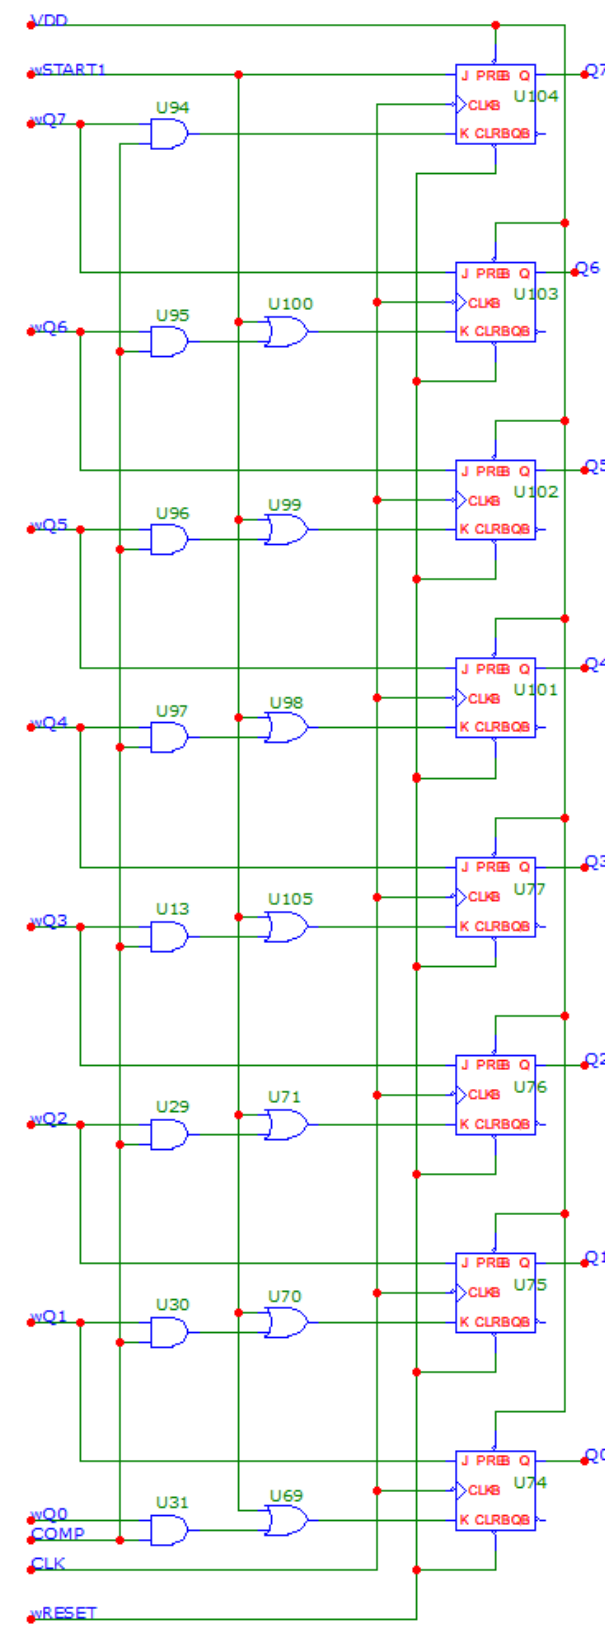 VDD
wSTART1
J PREB Q
Q7
U104
CLKB
wQ7
U94
K CLRBQB
J PREB Q
Q6
U103
CLKB
wQ6
U95
U100
K CLRBQB
J PREB Q
Q5
U102
CLKB
wQ5
U96
U99
K CLRBQB
J PREB Q
Q4
U101
CLKB
wQ4
U97
U98
K CLRBQB
J PREB Q
Q3
U77
CLKB
wQ3
U13
U105
K CLRBQB
J PREB Q
Q2
U76
CLKB
wQ2
U29
U71
K CLRBQB
J PREB Q
Q1
U75
CLKB
wQ1
U30
U70
K CLRBQB
J PREB Q
Q0
U74
CLKB
wQ0
U31
U69
K CLRBQB
COMP
CLK
wRESET